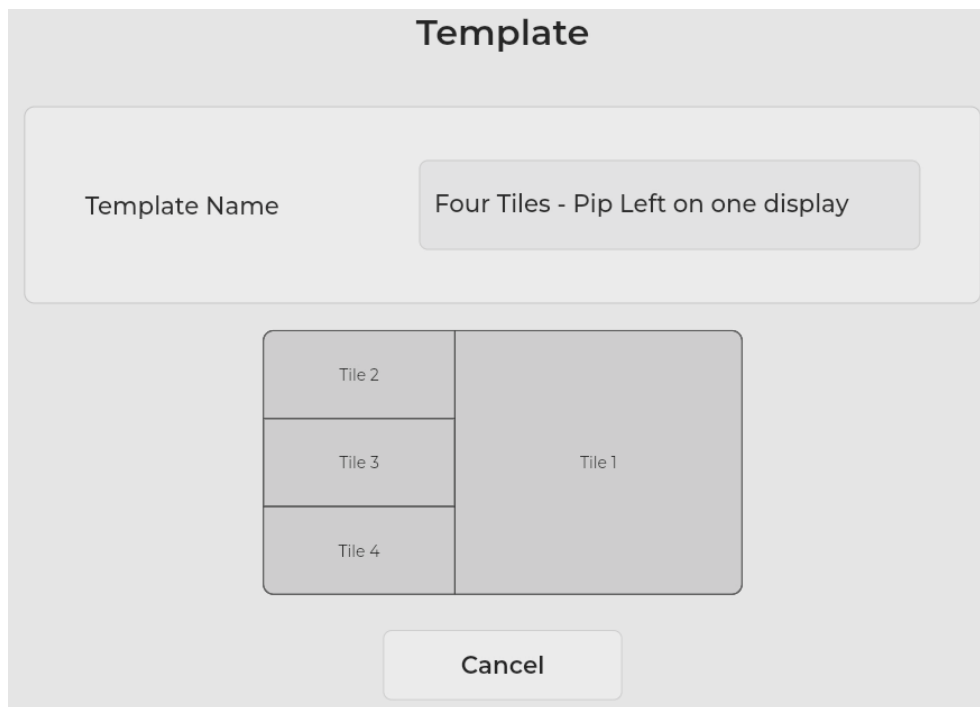 Template
Template Name
Four Tiles - Pip Left on one display
Tile 2
Tile 3
Tile 1
Tile 4
Cancel